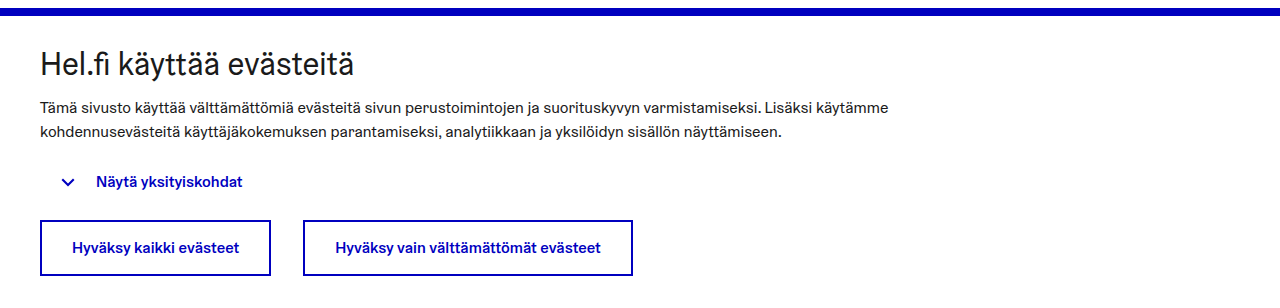 Hel.fi käyttää evästeitä
Tämä sivusto käyttää välttämättömiä evästeitä sivun perustoimintojen ja suorituskyvyn varmistamiseksi. Lisäksi käytämme
kohdennusevästeitä käyttäjäkokemuksen parantamiseksi, analytiikkaan ja yksilöidyn sisällön näyttämiseen.
Näytä yksityiskohdat
Hyväksy kaikki evästeet
Hyväksy vain välttämättömät evästeet